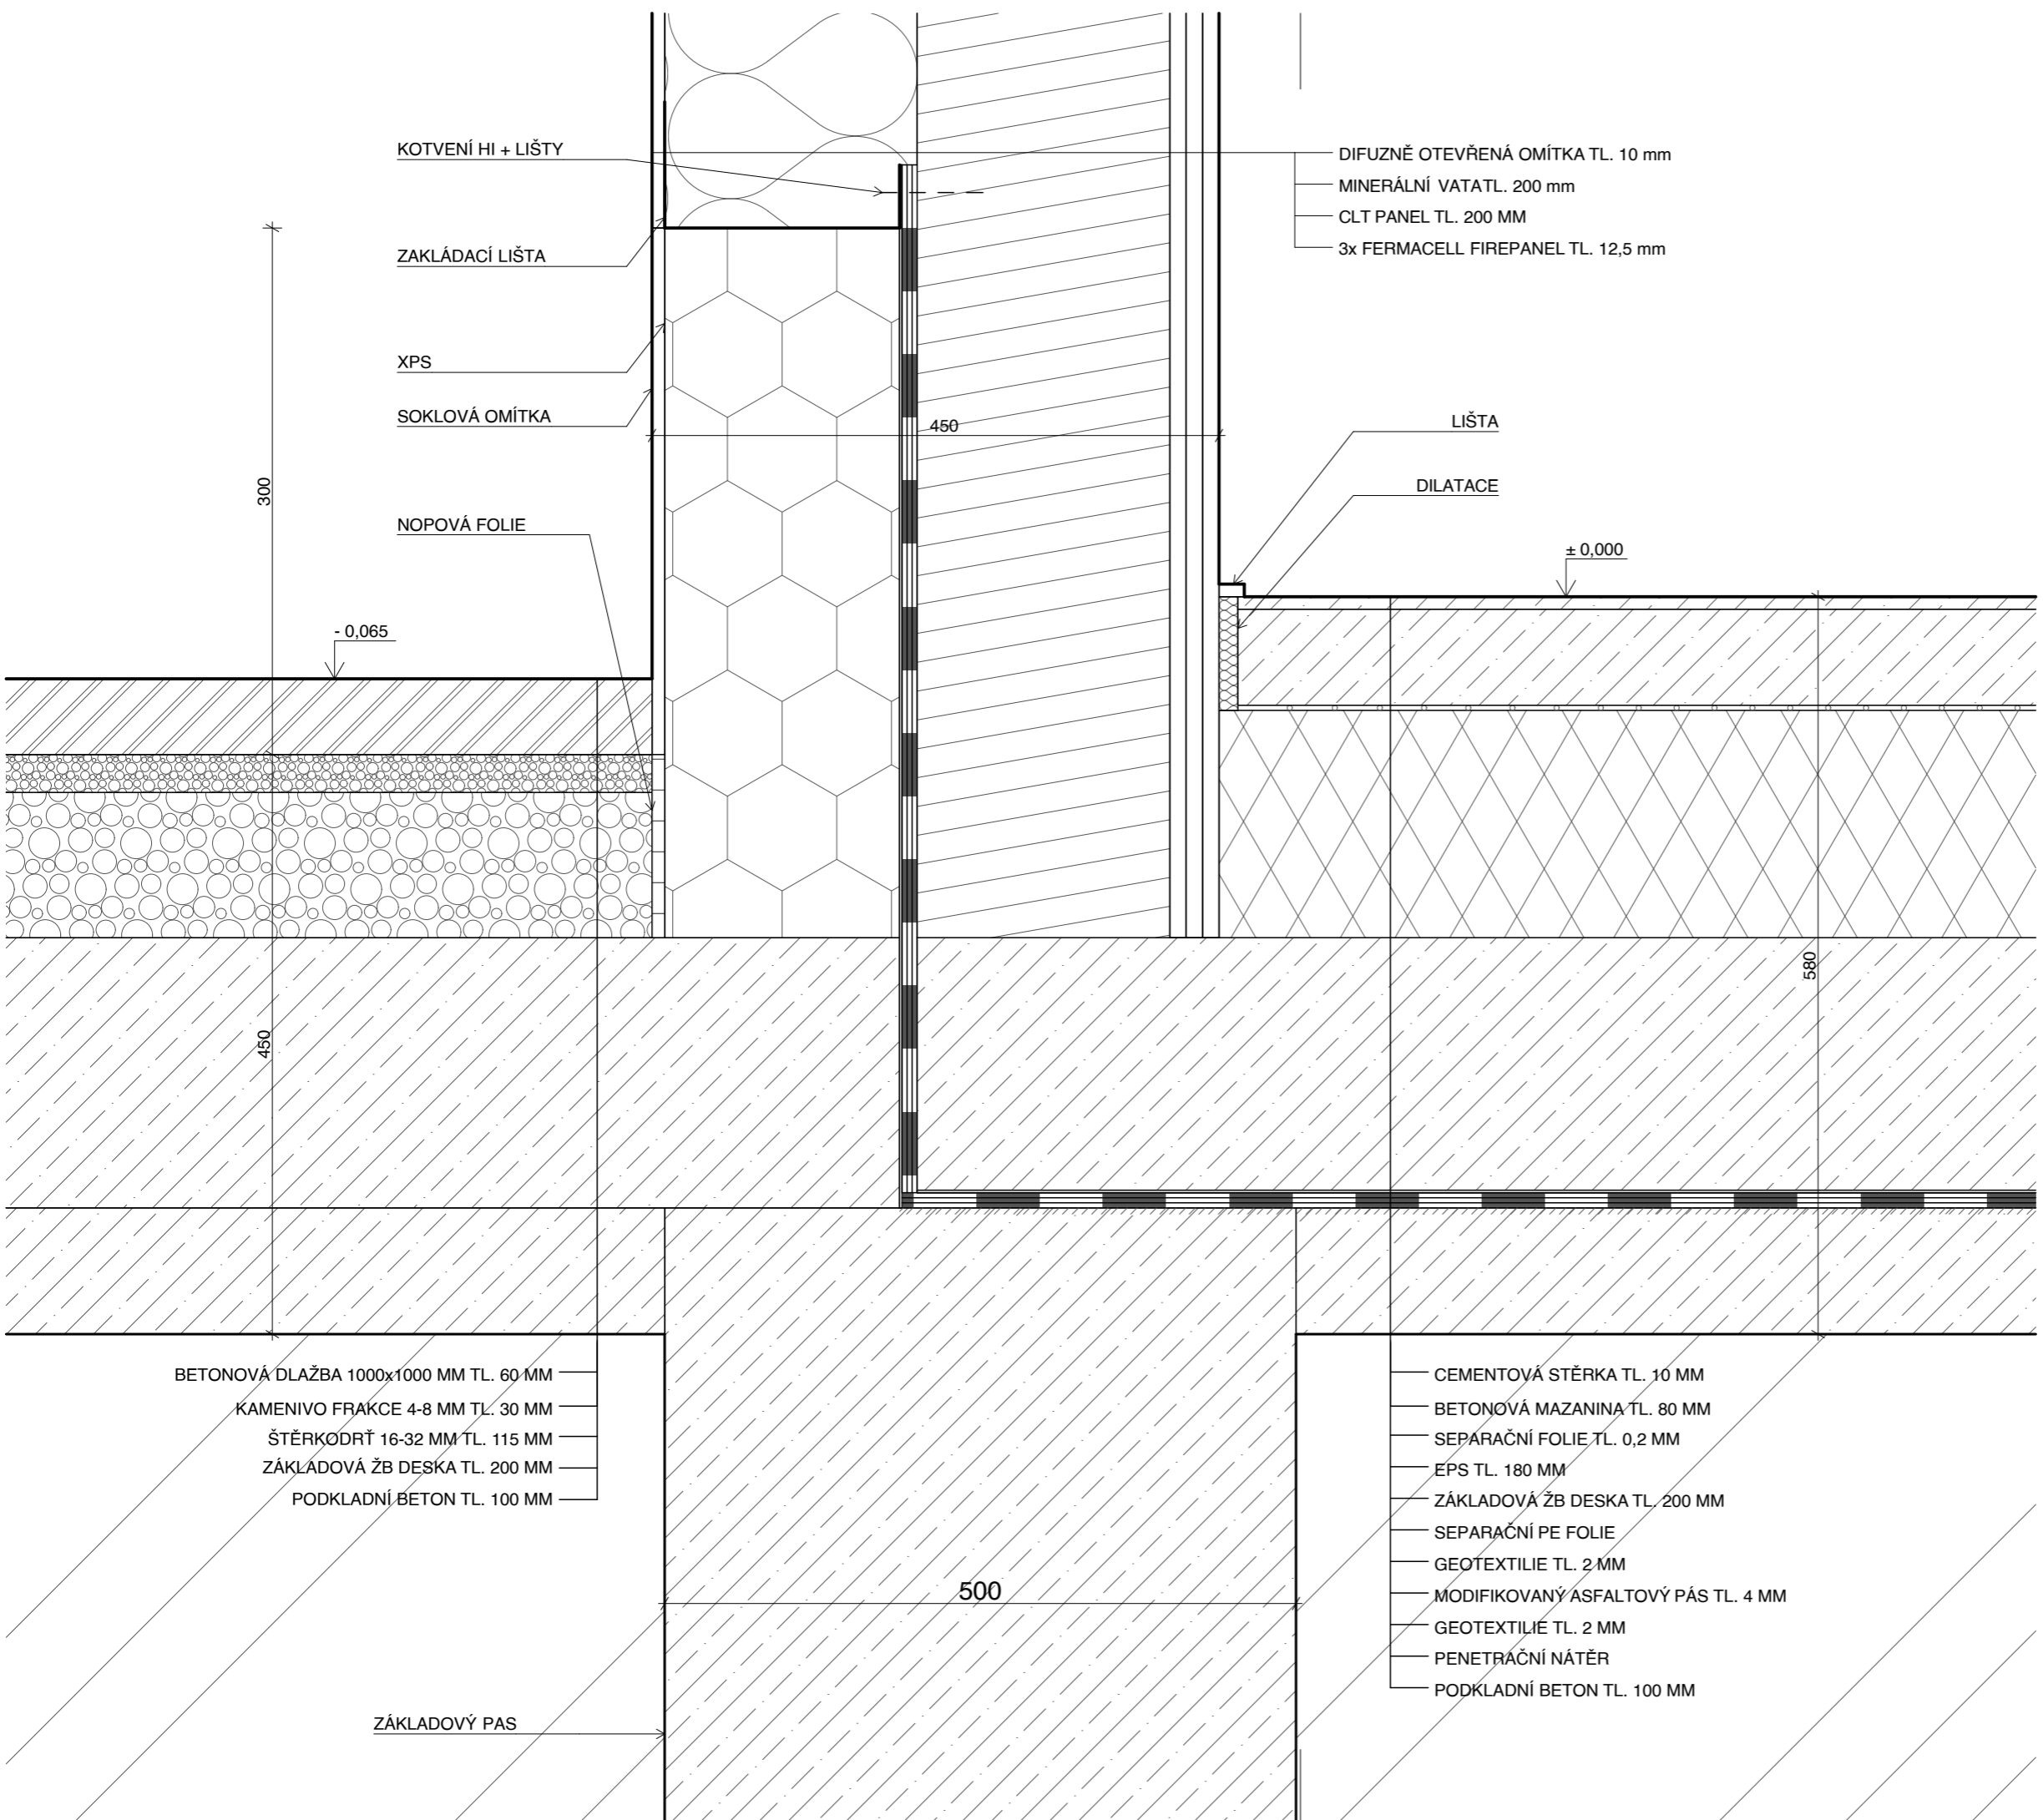 KOTVENÍ HI + LIŠTY
ZAKLÁDACÍ LIŠTA
XPS
SOKLOVÁ OMÍTKA
NOPOVÁ FOLIE
DIFUZNĚ OTEVŘENÁ OMÍTKA TL. 10 mm
MINERÁLNÍ VATATL. 200 mm
CLT PANEL TL. 200 MM
3x FERMACELL FIREPANEL TL. 12,5 mm
300
450
LIŠTA
DILATACE
± 0,000
- 0,065
450
580
BETONOVÁ DLAŽBA 1000x1000 MM TL. 60 MM
KAMENIVO FRAKCE 4-8 MM TL. 30 MM
ŠTĚRKODRŤ 16-32 MM TL. 115 MM
ZÁKLADOVÁ ŽB DESKA TL. 200 MM
PODKLADNÍ BETON TL. 100 MM
CEMENTOVÁ STĚRKA TL. 10 MM
BETONOVÁ MAZANINA TL. 80 MM
SEPARAČNÍ FOLIE TL. 0,2 MM
EPS TL. 180 MM
ZÁKLADOVÁ ŽB DESKA TL. 200 MM
SEPARAČNÍ PE FOLIE
GEOTEXTILIE TL. 2 MM
MODIFIKOVANÝ ASFALTOVÝ PÁS TL. 4 MM
GEOTEXTILIE TL. 2 MM
PENETRAČNÍ NÁTĚR
PODKLADNÍ BETON TL. 100 MM
500
ZÁKLADOVÝ PAS